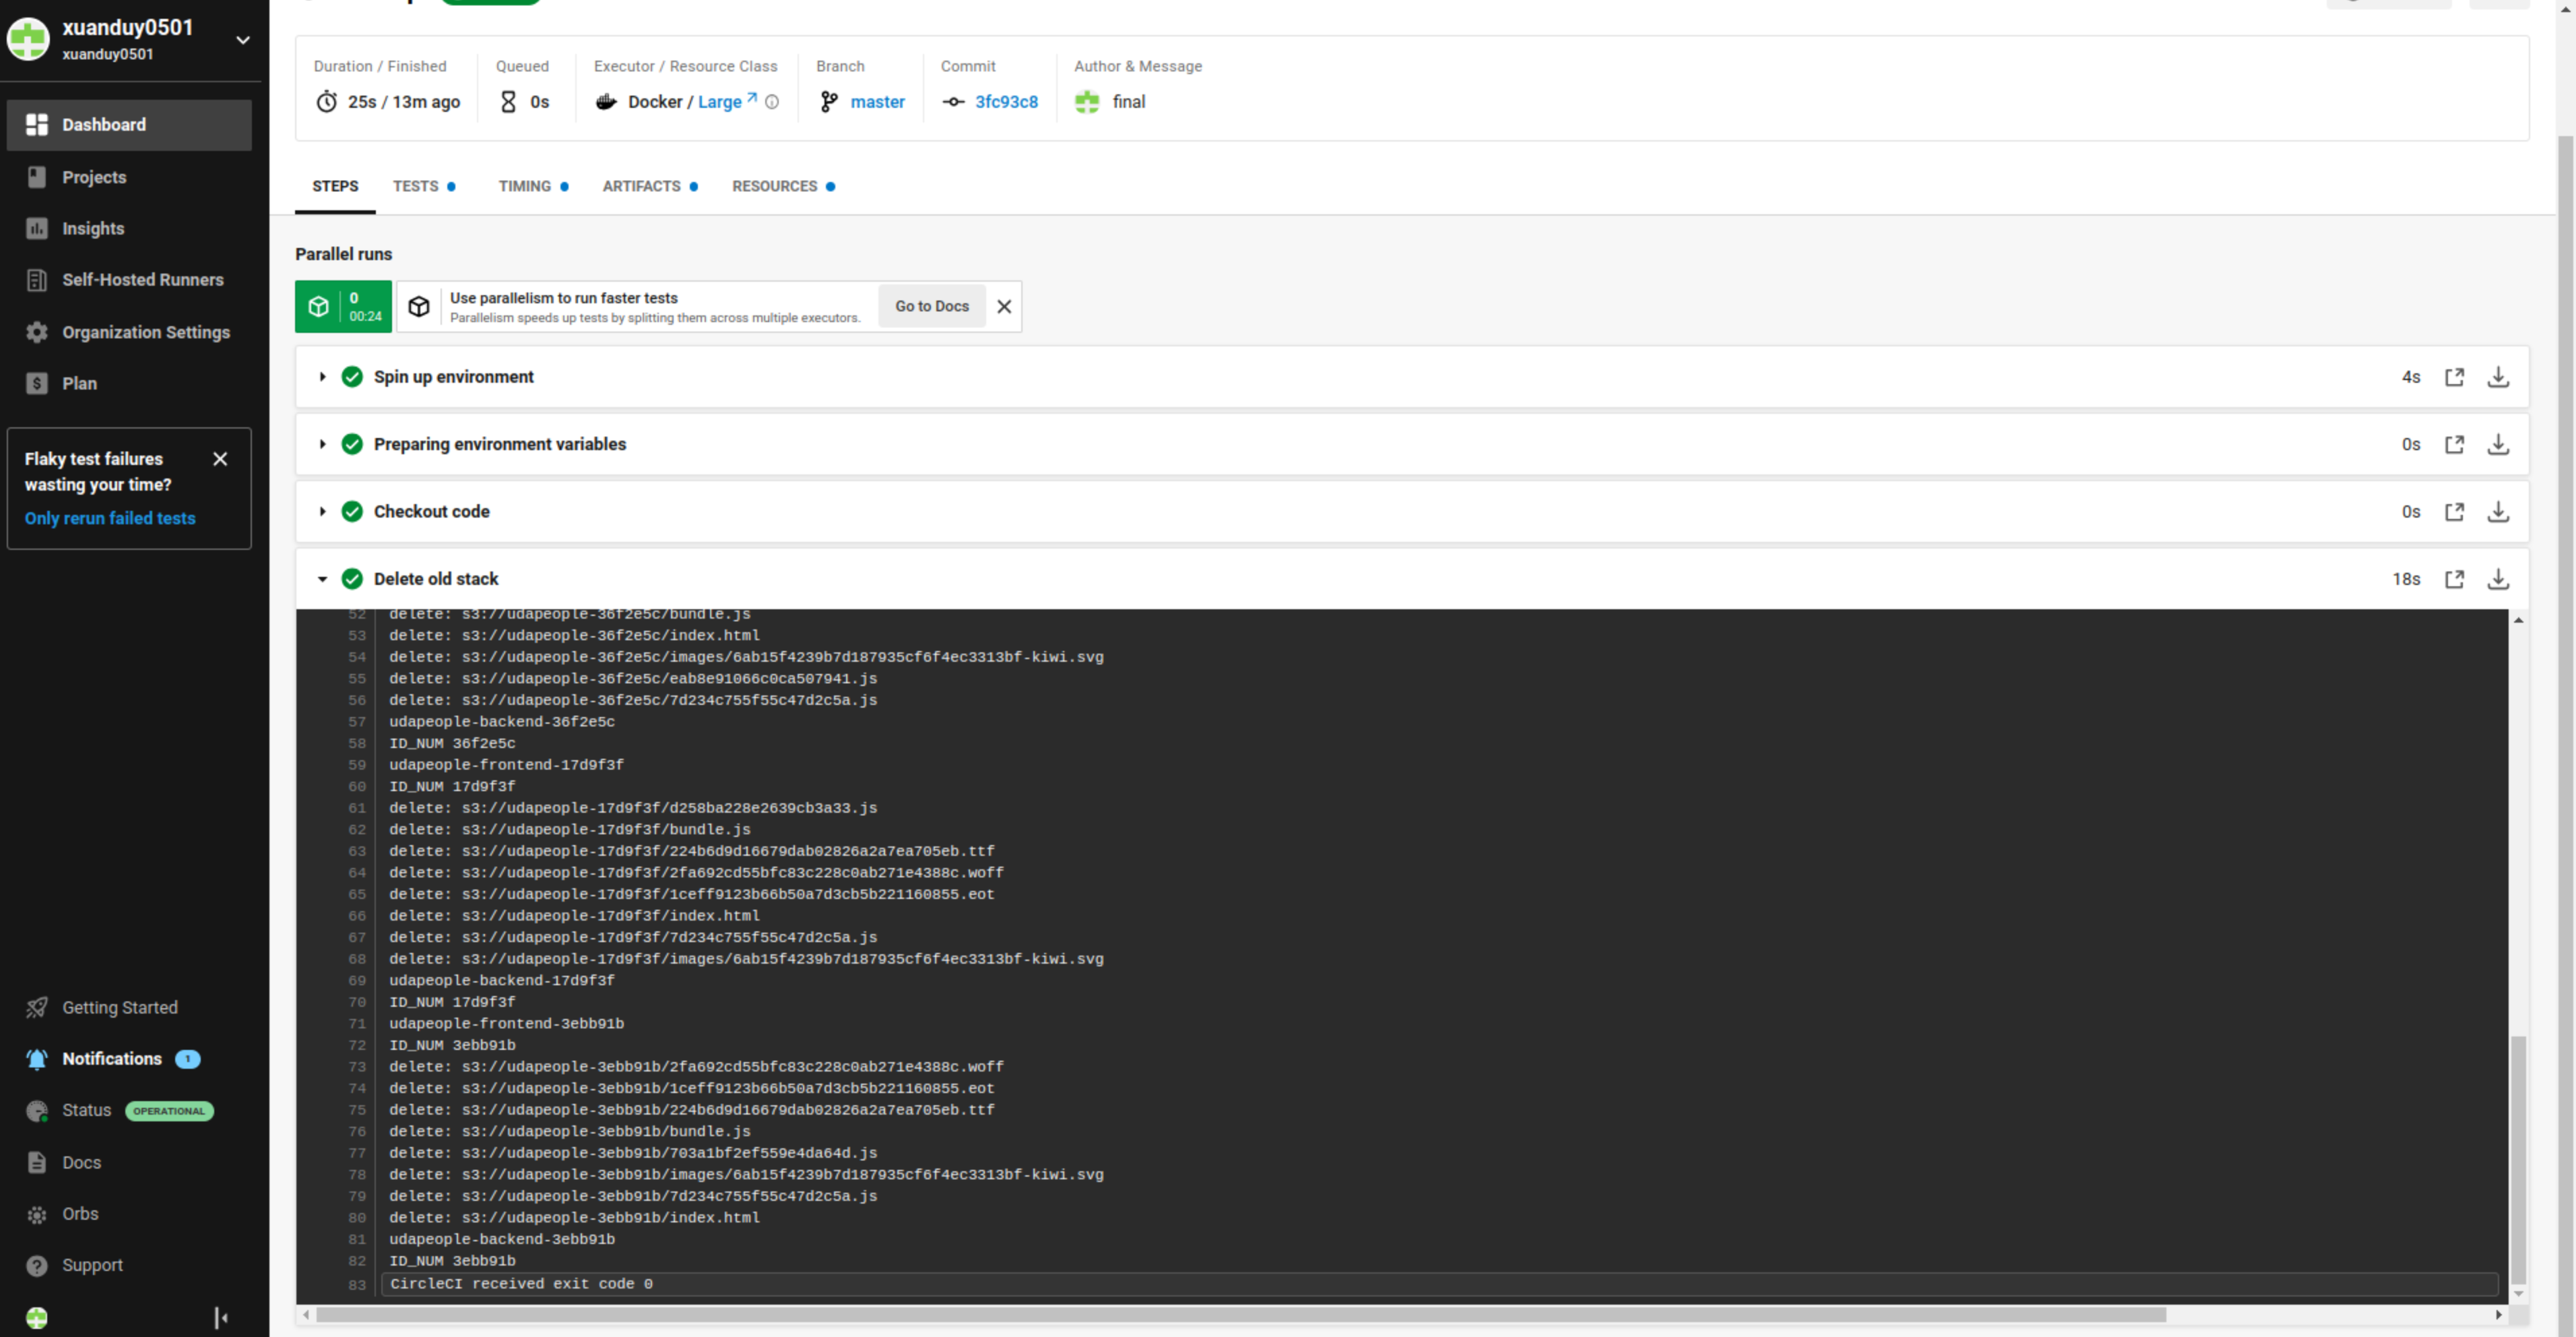 xuanduy0501
xuanduy0501
Dashboard
Projects
Insights
Self-Hosted Runners
Organization Settings
Plan
Flaky test failures
wasting your time?
Only rerun failed tests
Getting Started
Notifications 1
Status OPERATIONAL
Docs
Orbs
Support
Duration / Finished
25s / 13m ago
Queued
0s
Executor / Resource Class
Docker / Large
Branch
master
Commit
3fc93c8
Author & Message
final
STEPS TESTS TIMING ARTIFACTS RESOURCES
Parallel runs
0
00:24
Use parallelism to run faster tests
Parallelism speeds up tests by splitting them across multiple executors.
Go to Docs
Spin up environment 4s
Preparing environment variables 0s
Checkout code 0s
Delete old stack 18s
52 delete: s3://udapeople-36f2e5c/bundle.js
53 delete: s3://udapeople-36f2e5c/index.html
54 delete: s3://udapeople-36f2e5c/images/6ab15f4239b7d187935cf6f4ec3313bf-kiwi.svg
55 delete: s3://udapeople-36f2e5c/eab8e91066c0ca507941.js
56 delete: s3://udapeople-36f2e5c/7d234c755f55c47d2c5a.js
57 udapeople-backend-36f2e5c
58 ID_NUM 36f2e5c
59 udapeople-frontend-17d9f3f
60 ID_NUM 17d9f3f
61 delete: s3://udapeople-17d9f3f/d258ba228e2639cb3a33.js
62 delete: s3://udapeople-17d9f3f/bundle.js
63 delete: s3://udapeople-17d9f3f/224b6d9d16679dab02826a2a7ea705eb.ttf
64 delete: s3://udapeople-17d9f3f/2fa692cd55bfc83c228c0ab271e4388c.woff
65 delete: s3://udapeople-17d9f3f/1ceff9123b66b50a7d3cb5b221160855.eot
66 delete: s3://udapeople-17d9f3f/index.html
67 delete: s3://udapeople-17d9f3f/7d234c755f55c47d2c5a.js
68 delete: s3://udapeople-17d9f3f/images/6ab15f4239b7d187935cf6f4ec3313bf-kiwi.svg
69 udapeople-backend-17d9f3f
70 ID_NUM 17d9f3f
71 udapeople-frontend-3ebb91b
72 ID_NUM 3ebb91b
73 delete: s3://udapeople-3ebb91b/2fa692cd55bfc83c228c0ab271e4388c.woff
74 delete: s3://udapeople-3ebb91b/1ceff9123b66b50a7d3cb5b221160855.eot
75 delete: s3://udapeople-3ebb91b/224b6d9d16679dab02826a2a7ea705eb.ttf
76 delete: s3://udapeople-3ebb91b/bundle.js
77 delete: s3://udapeople-3ebb91b/703a1bf2ef559e4da64d.js
78 delete: s3://udapeople-3ebb91b/images/6ab15f4239b7d187935cf6f4ec3313bf-kiwi.svg
79 delete: s3://udapeople-3ebb91b/7d234c755f55c47d2c5a.js
80 delete: s3://udapeople-3ebb91b/index.html
81 udapeople-backend-3ebb91b
82 ID_NUM 3ebb91b
83 CircleCI received exit code 0